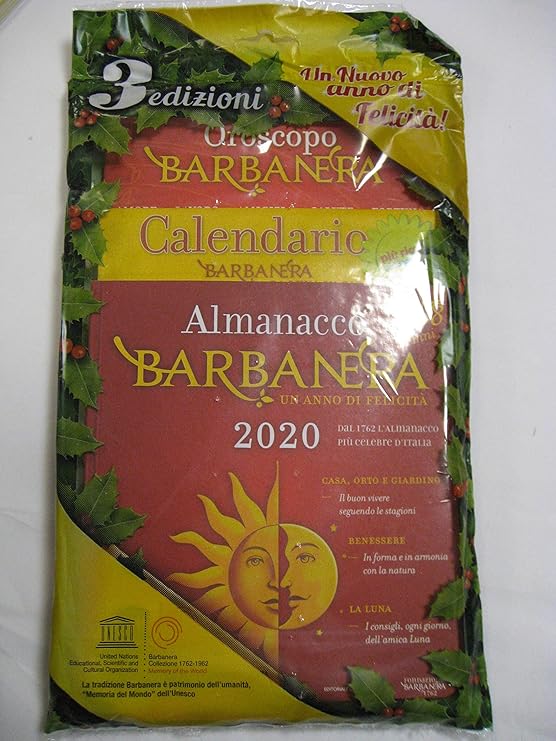 3 edizioni
Un Nuovo
anno di
Felicità!
Oroscopo
BARBANERA
Calendario
BARBANERA
più
Almanacco
BARBANERA
UN ANNO DI FELICITÀ
2020
DAL 1762 L'ALMANACCO
PIÙ CELEBRE D'ITALIA
CASA, ORTO E GIARDINO
Il buon vivere
seguendo le stagioni
BENESSERE
In forma e in armonia
con la natura
LA LUNA
I consigli, ogni giorno,
dell'amica Luna
UNESCO
United Nations
Educational, Scientific and
Cultural Organization
Barbanera
Collezione 1762-1962
Memory of the World
La tradizione Barbanera è patrimonio dell'umanità,
"Memoria del Mondo" dell'Unesco
EDITORIALE
BARBANERA
1762